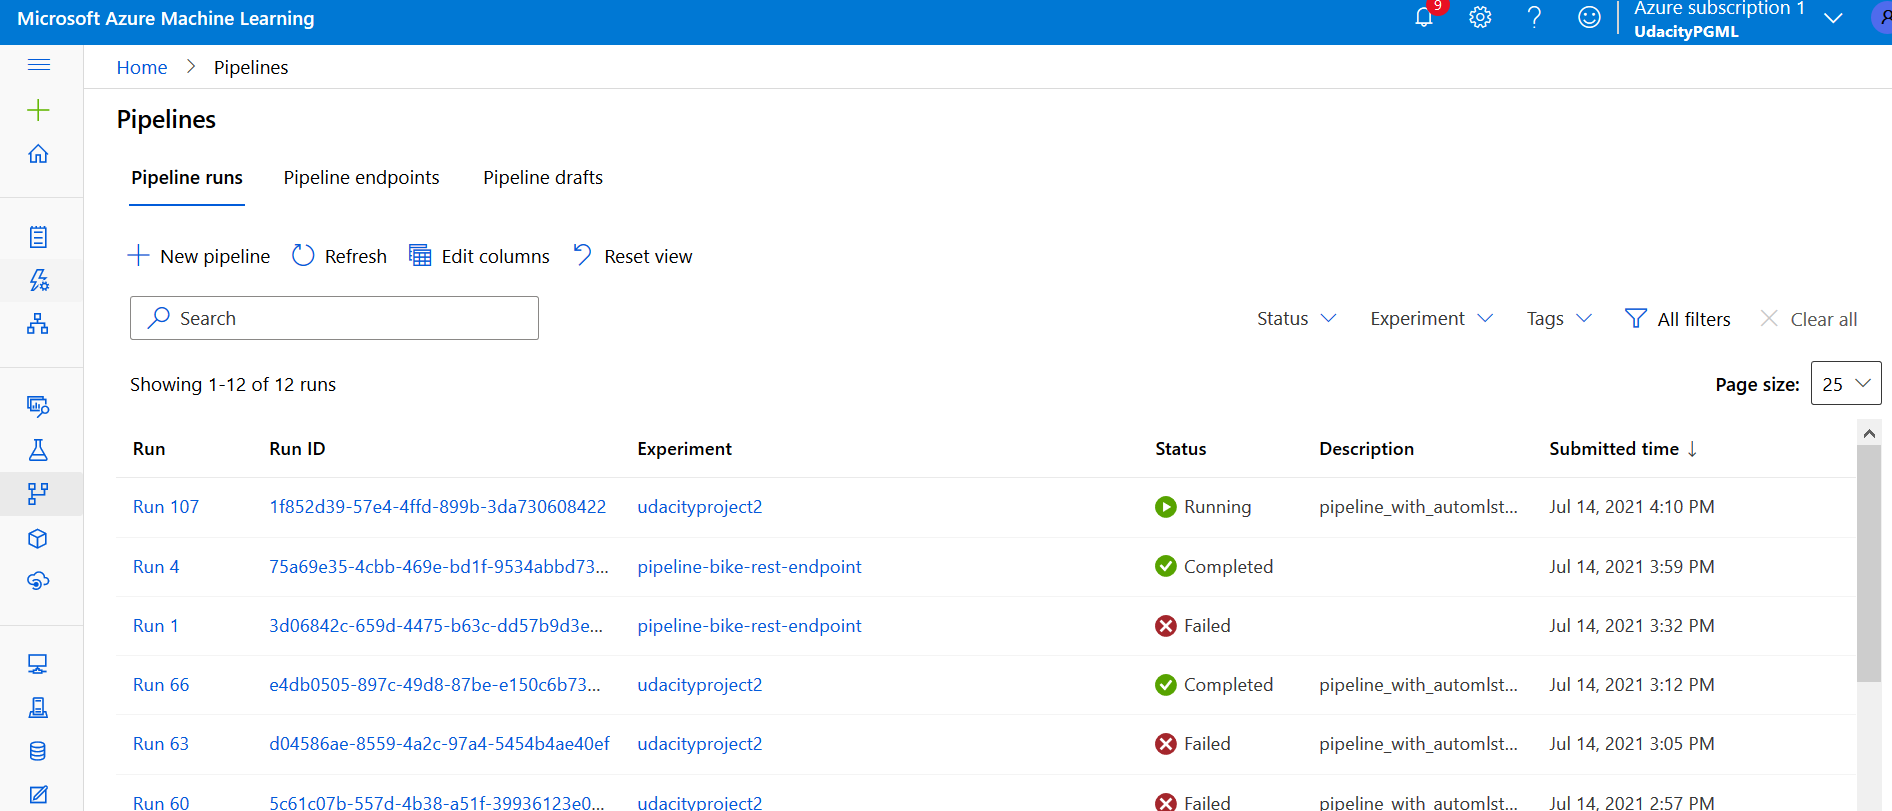 Microsoft Azure Machine Learning
9
Azure subscription 1
UdacityPGML
Home > Pipelines
Pipelines
Pipeline runs Pipeline endpoints Pipeline drafts
New pipeline Refresh Edit columns Reset view
Search
Status Experiment Tags All filters Clear all
Showing 1-12 of 12 runs
Page size: 25
Run Run ID Experiment Status Description Submitted time ↓
Run 107 1f852d39-57e4-4ffd-899b-3da730608422 udacityproject2 Running pipeline_with_automlst... Jul 14, 2021 4:10 PM
Run 4 75a69e35-4cbb-469e-bd1f-9534abbd73... pipeline-bike-rest-endpoint Completed Jul 14, 2021 3:59 PM
Run 1 3d06842c-659d-4475-b63c-dd57b9d3e... pipeline-bike-rest-endpoint Failed Jul 14, 2021 3:32 PM
Run 66 e4db0505-897c-49d8-87be-e150c6b73... udacityproject2 Completed pipeline_with_automlst... Jul 14, 2021 3:12 PM
Run 63 d04586ae-8559-4a2c-97a4-5454b4ae40ef udacityproject2 Failed pipeline_with_automlst... Jul 14, 2021 3:05 PM
Run 60 5c61c07b-557d-4b38-a51f-39936123e0... udacityproject2 Failed pipeline_with_automlst... Jul 14, 2021 2:57 PM